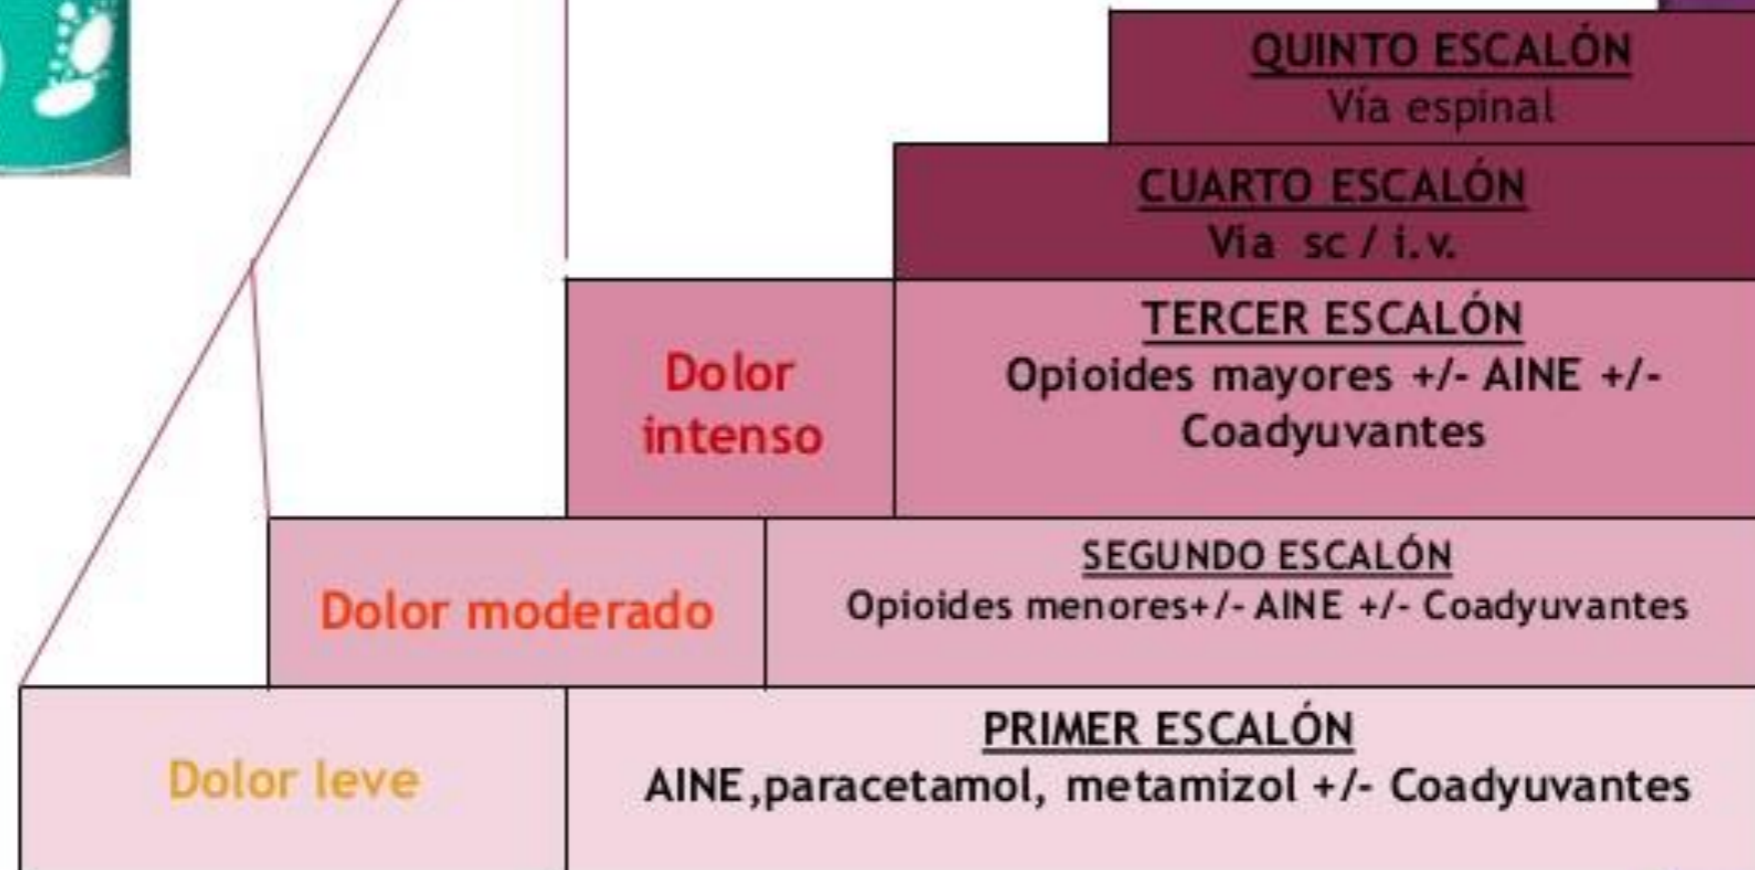 QUINTO ESCALÓN
Vía espinal
CUARTO ESCALÓN
Via sc / i.v.
Dolor
intenso
TERCER ESCALÓN
Opioides mayores +/- AINE +/-
Coadyuvantes
Dolor moderado
SEGUNDO ESCALÓN
Opioides menores+/- AINE +/- Coadyuvantes
Dolor leve
PRIMER ESCALÓN
AINE,paracetamol, metamizol +/- Coadyuvantes